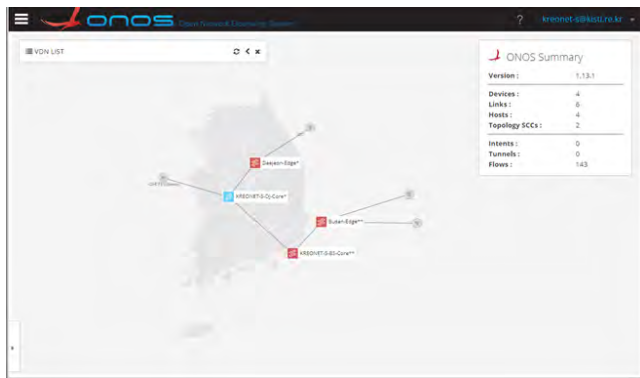 ONOS Open Network Operating System
? kreonet-s@kisti.re.kr
VDN LIST
ONOS Summary
Version : 1.13.1
Devices : 4
Links : 6
Hosts : 4
Topology SCCs : 2
Intents : 0
Tunnels : 0
Flows : 143
Daejeon-Edge*
KREONET-S-DJ-Core*
Busan-Edge**
KREONET-S-BS-Core**